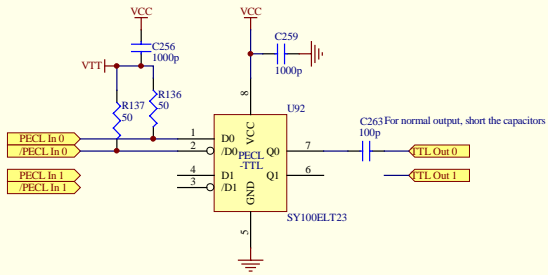 VCC
VCC
C256
1000p
C259
1000p
VTT
R137
50
R136
50
8
U92
C263 For normal output, short the capacitors
100p
PECL In 0
1
D0
VCC
7
/PECL In 0
2
/D0
PECL
-TTL
Q0
TTL Out 0
PECL In 1
4
D1
Q1
6
TTL Out 1
/PECL In 1
3
/D1
GND
SY100ELT23
5